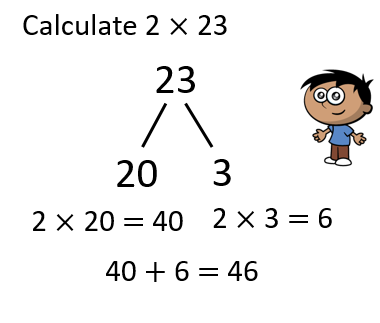 Calculate 2 × 23
23
20 3
2 × 20 = 40 2 × 3 = 6
40 + 6 = 46